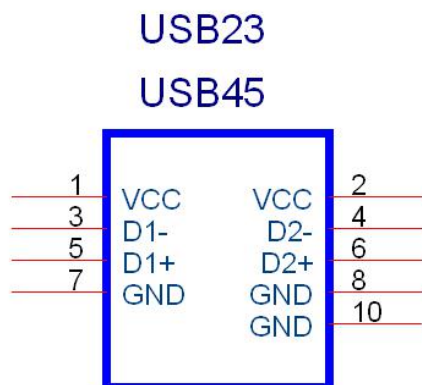 USB23
USB45
1 VCC VCC 2
3 D1- D2- 4
5 D1+ D2+ 6
7 GND GND 8
GND 10